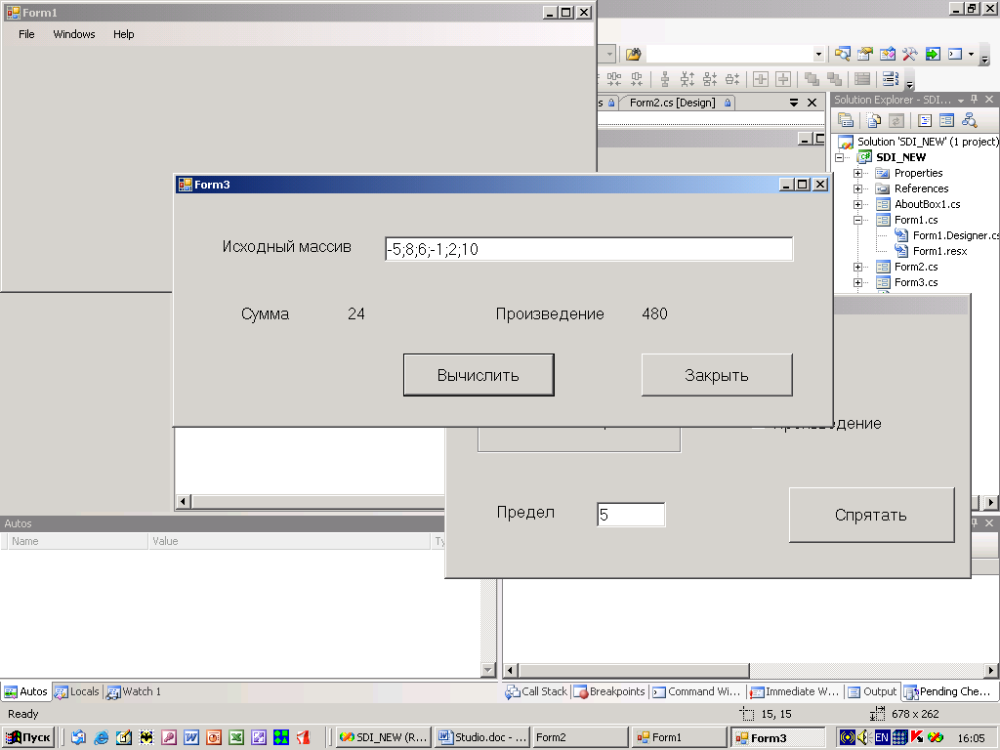 Form1
File Windows Help
s Form2.cs [Design]
Solution Explorer - SDI...
Solution 'SDI_NEW' (1 project)
SDI_NEW
Properties
References
AboutBox1.cs
Form1.cs
Form1.Designer.cs
Form1.resx
Form2.cs
Form3.cs
Form3
Исходный массив -5;8;6;-1;2;10
Сумма 24 Произведение 480
Вычислить Закрыть
Предел 5 Спрятать
Autos
Name Value Ty
Autos Locals Watch 1
Call Stack Breakpoints Command Wi... Immediate W... Output Pending Che...
Ready 15, 15 678 x 262
Пуск SDI_NEW (R... Studio.doc - ... Form2 Form1 Form3 EN 16:05